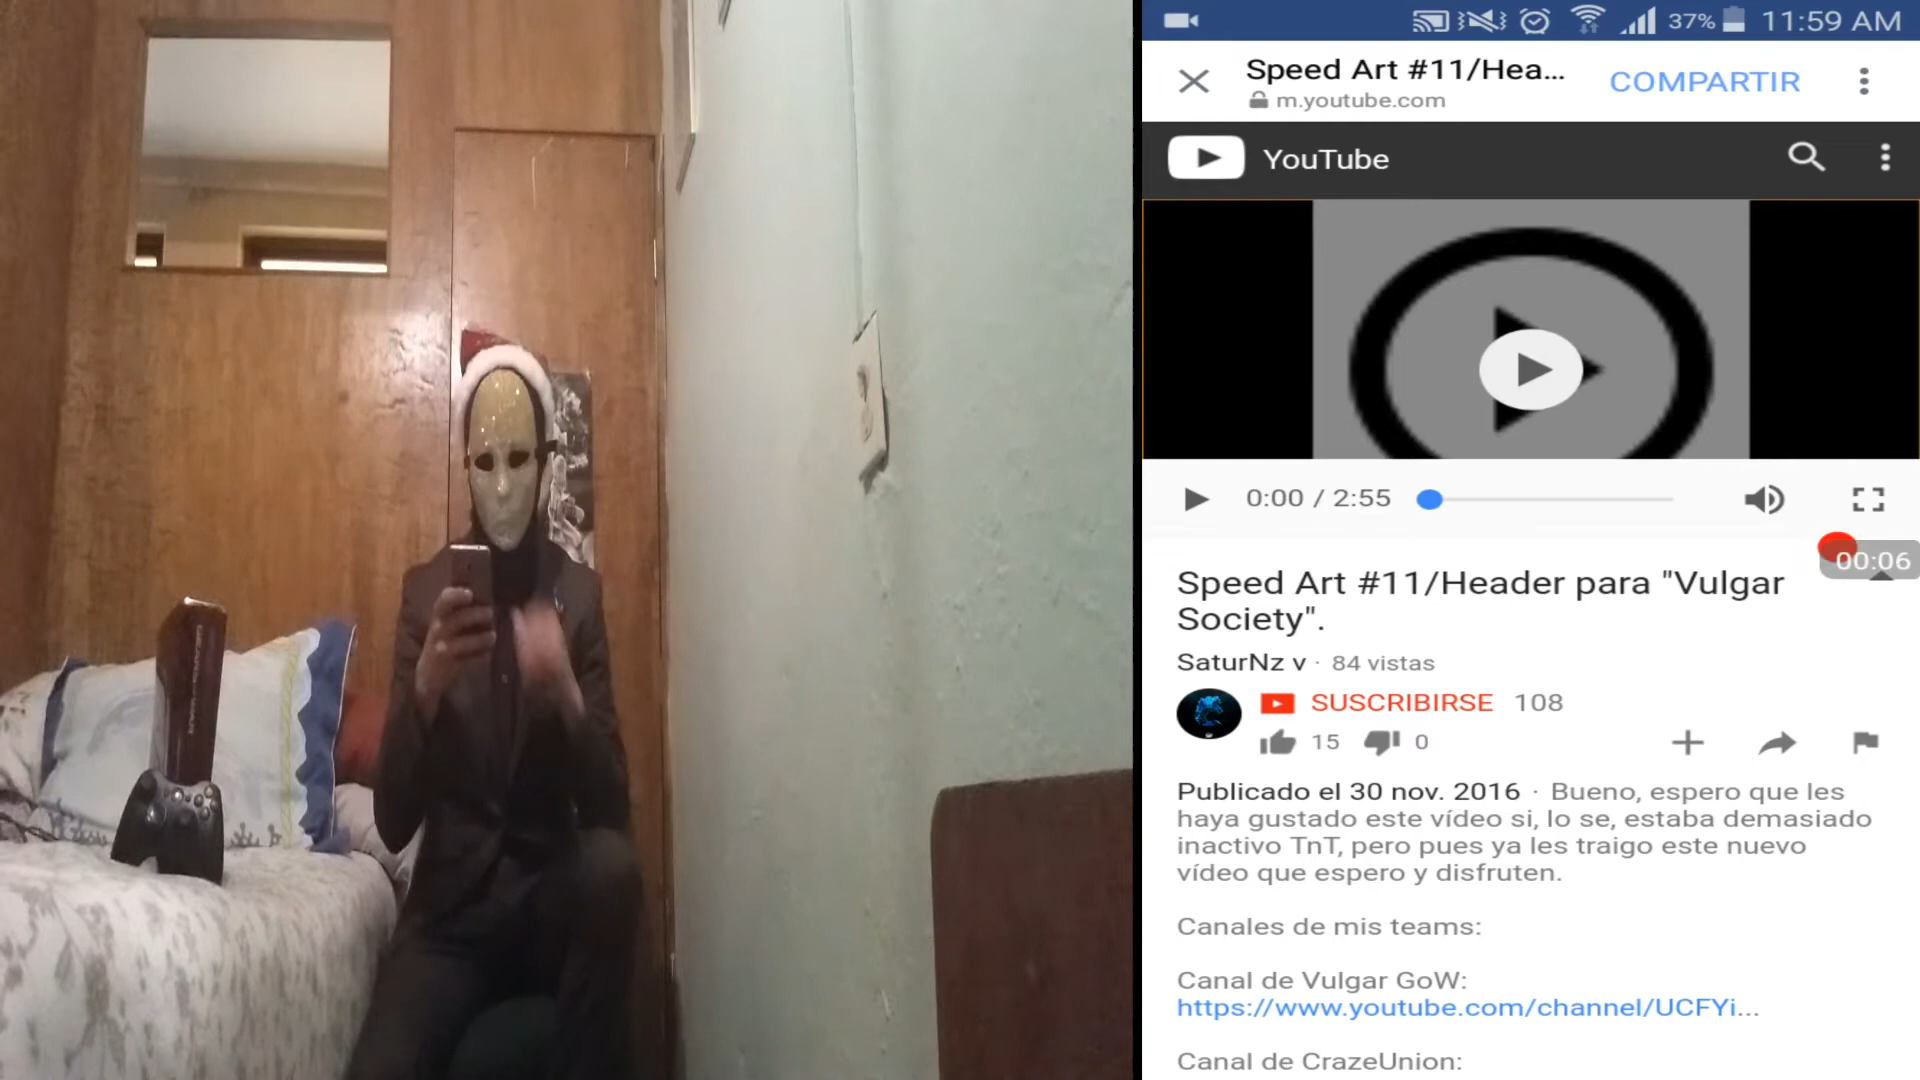 37% 11:59 AM
Speed Art #11/Hea...
COMPARTIR
m.youtube.com
YouTube
0:00 / 2:55
00:06
Speed Art #11/Header para "Vulgar
Society".
SaturNz v · 84 vistas
SUSCRIBIRSE 108
15 0
Publicado el 30 nov. 2016 · Bueno, espero que les
haya gustado este vídeo si, lo se, estaba demasiado
inactivo TnT, pero pues ya les traigo este nuevo
vídeo que espero y disfruten.
Canales de mis teams:
Canal de Vulgar GoW:
https://www.youtube.com/channel/UCFYi...
Canal de CrazeUnion: